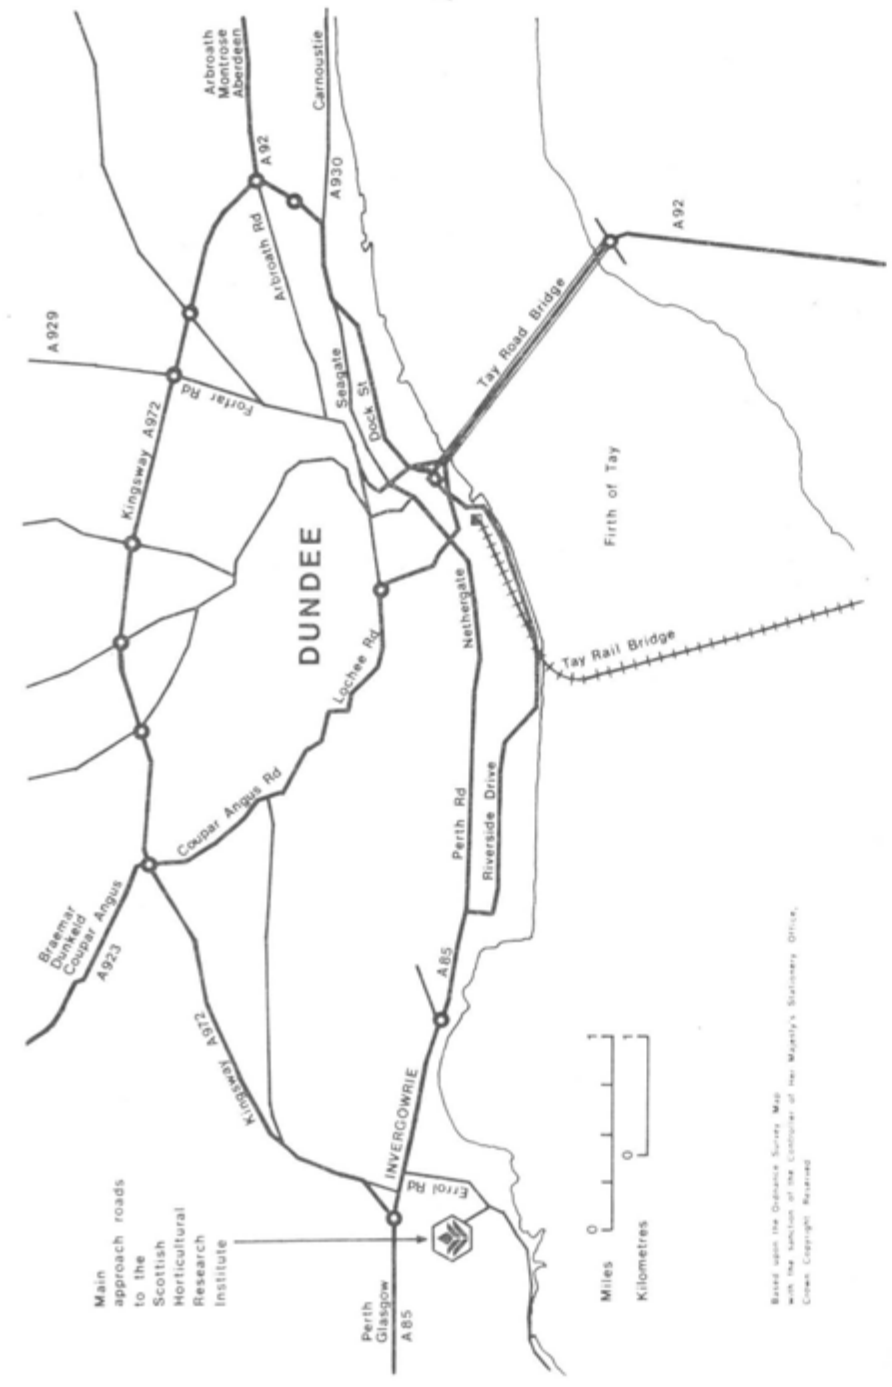 Main
approach roads
to the
Scottish
Horticultural
Research
Institute
Braemar
Dunkeld
Coupar Angus
A923
Kingsway A972
Kingsway A972
A929
Forfar Rd
Arbroath
Montrose
Aberdeen
A92
Arbroath Rd
Carnoustie
A930
Seagate
Dock St
DUNDEE
Coupar Angus Rd
Lochee Rd
Nethergate
Perth Rd
Riverside Drive
A85
INVERGOWRIE
Errol Rd
Perth
Glasgow
A85
Tay Road Bridge
A92
Firth of Tay
Tay Rail Bridge
Miles
0 1
Kilometres
0 1
Based upon the Ordnance Survey Map
with the sanction of the Controller of Her Majesty's Stationery Office,
Crown Copyright Reserved